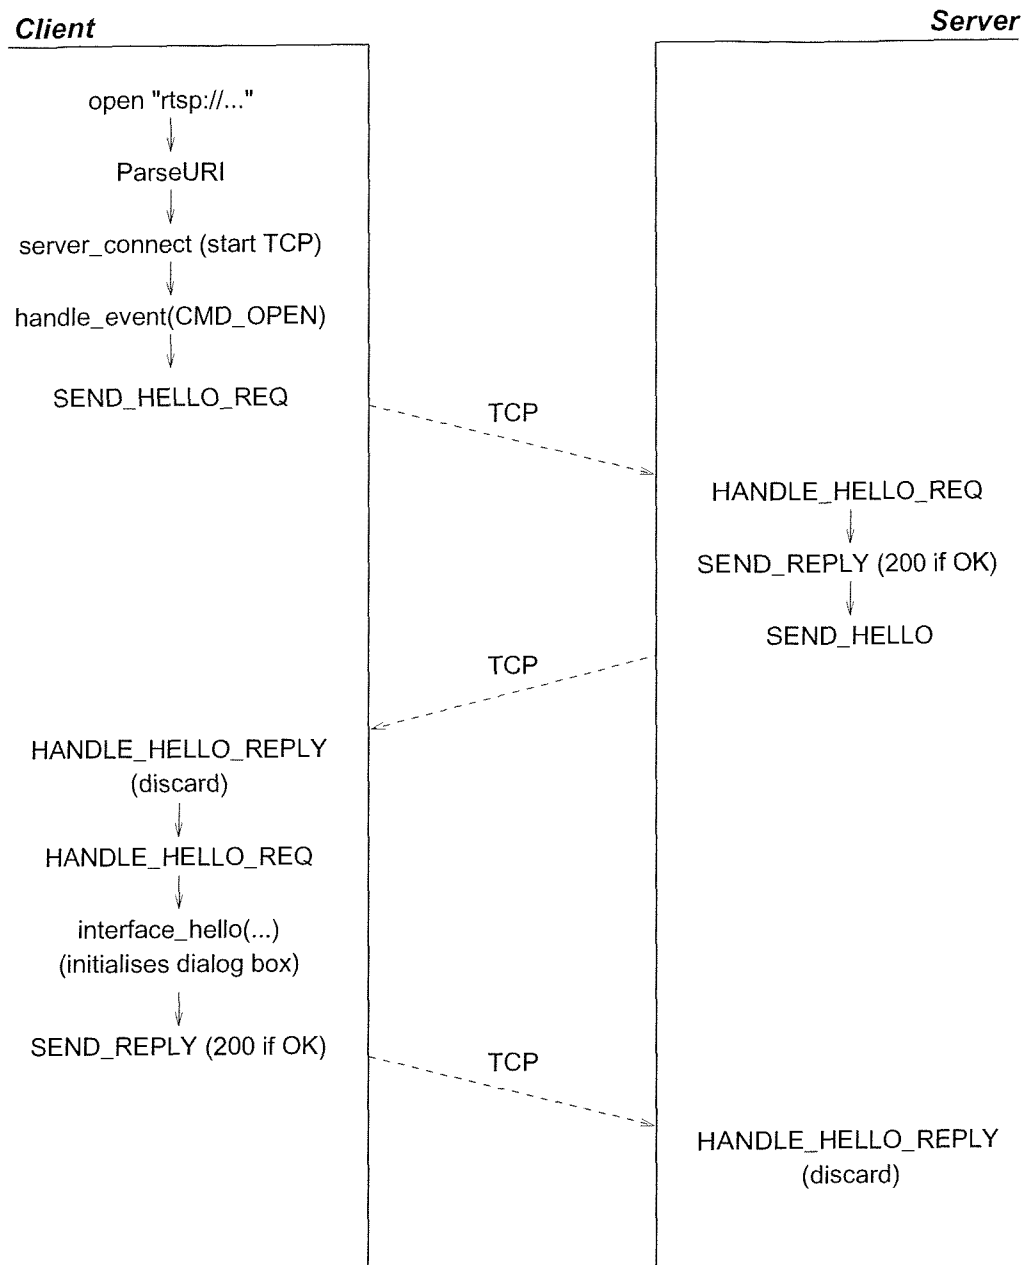 Client
Server
open "rtsp://..."
ParseURI
server_connect (start TCP)
handle_event(CMD_OPEN)
SEND_HELLO_REQ
TCP
HANDLE_HELLO_REQ
SEND_REPLY (200 if OK)
SEND_HELLO
TCP
HANDLE_HELLO_REPLY
(discard)
HANDLE_HELLO_REQ
interface_hello(...)
(initialises dialog box)
SEND_REPLY (200 if OK)
TCP
HANDLE_HELLO_REPLY
(discard)